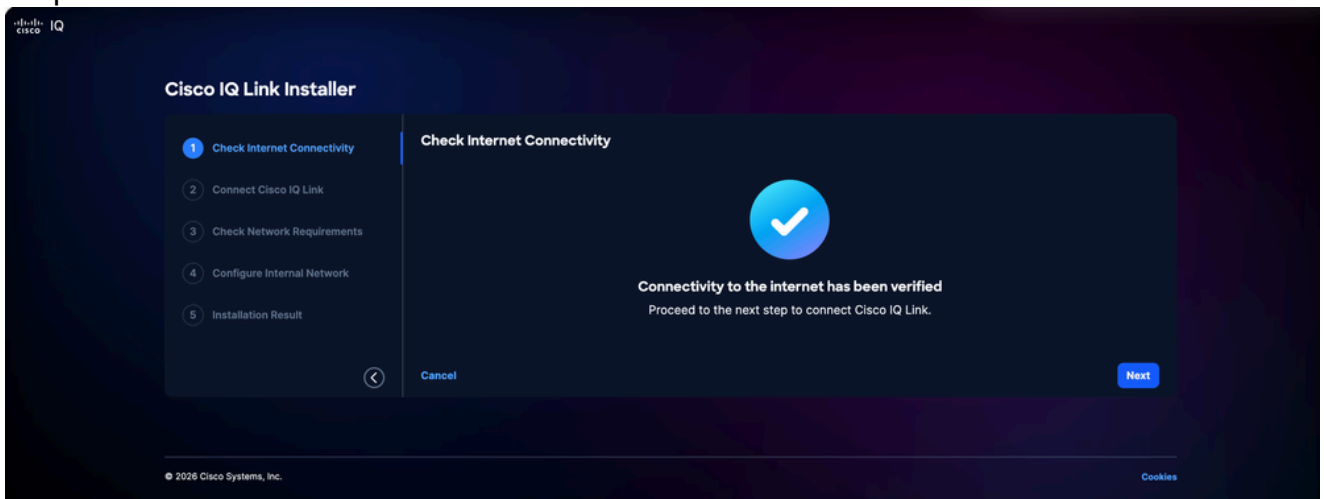 cisco IQ
Cisco IQ Link Installer
1 Check Internet Connectivity
2 Connect Cisco IQ Link
3 Check Network Requirements
4 Configure Internal Network
5 Installation Result
Check Internet Connectivity
Connectivity to the internet has been verified
Proceed to the next step to connect Cisco IQ Link.
Cancel
Next
© 2026 Cisco Systems, Inc.
Cookies